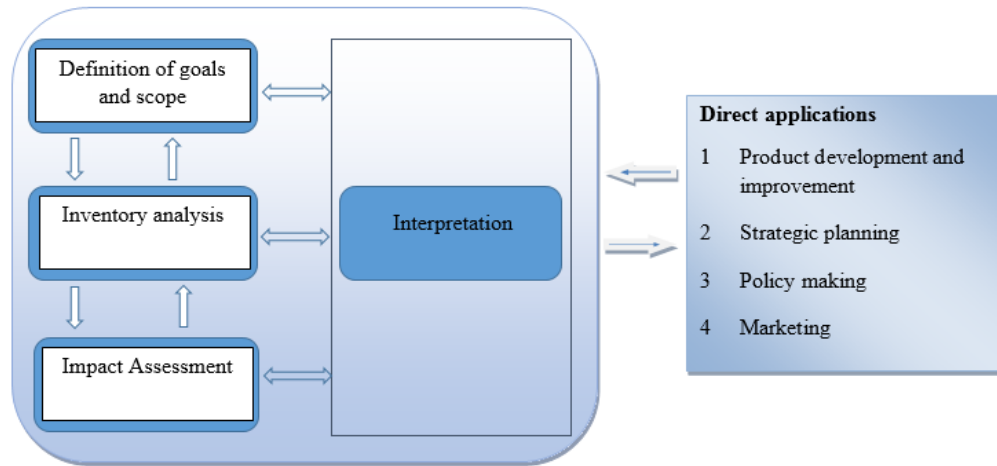 Definition of goals
and scope
Inventory analysis
Impact Assessment
Interpretation
Direct applications
1 Product development and
improvement
2 Strategic planning
3 Policy making
4 Marketing